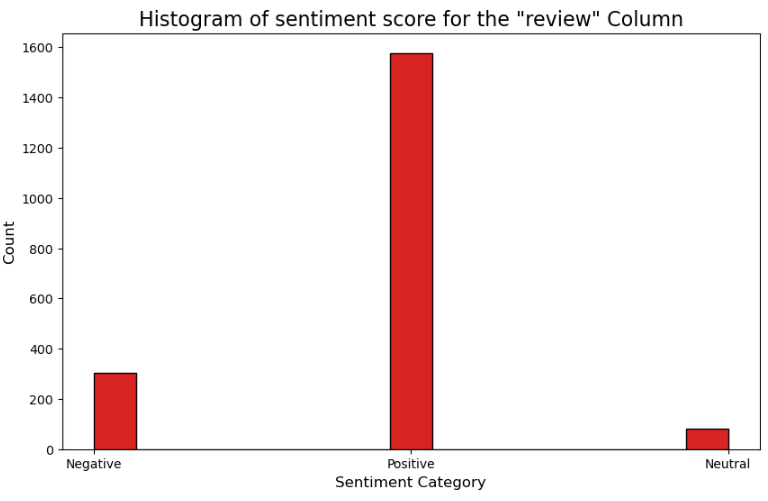 Histogram of sentiment score for the "review" Column
1600
1400
1200
1000
800
600
400
200
0
Count
Negative
Positive
Neutral
Sentiment Category